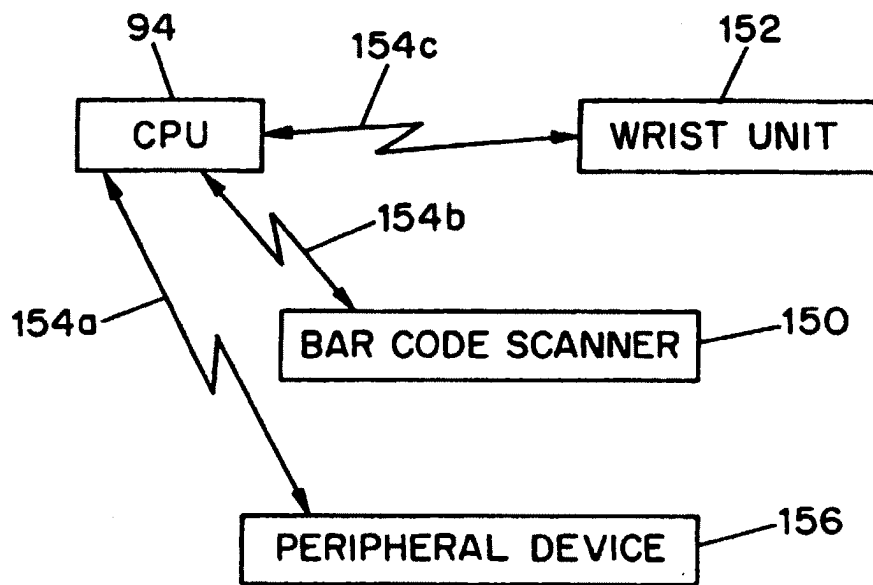 94
154c
152
CPU
WRIST UNIT
154b
154a
BAR CODE SCANNER
150
PERIPHERAL DEVICE
156